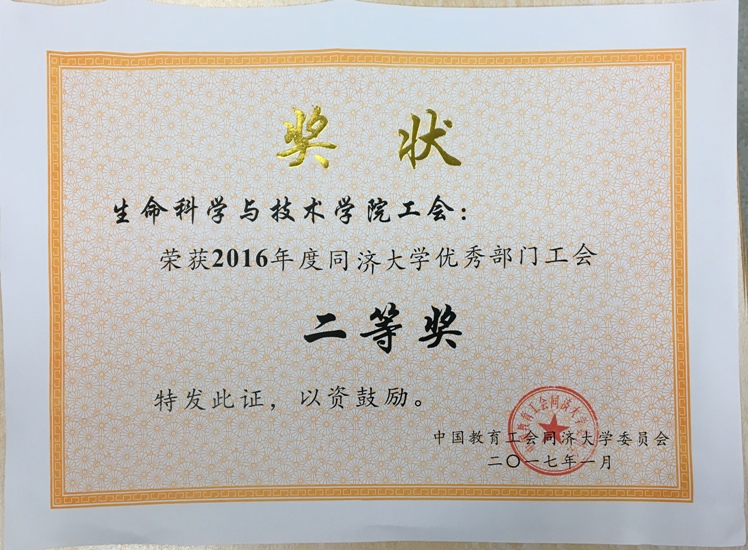 奖状
生命科学与技术学院工会：
荣获2016年度同济大学优秀部门工会
二等奖
特发此证，以资鼓励。
中国教育工会同济大学委员会
二〇一七年一月